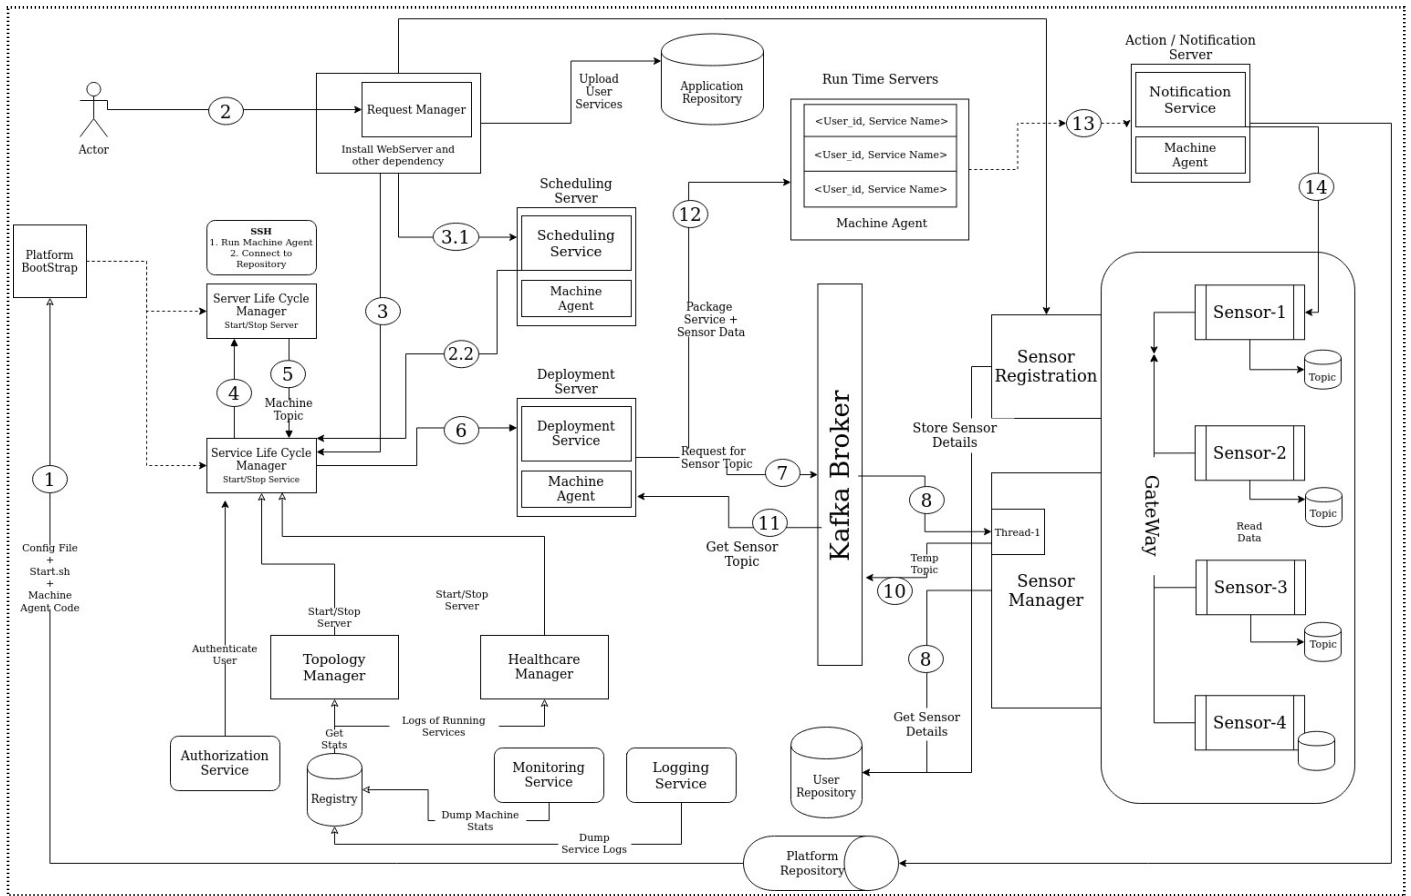 Action / Notification
Server
Run Time Servers
Application
Repository
Upload
User
Services
Request Manager
Install WebServer and
other dependency
2
Actor
<User_id, Service Name>
<User_id, Service Name>
<User_id, Service Name>
Machine Agent
13
Notification
Service
Machine
Agent
14
12
Scheduling
Server
Scheduling
Service
Machine
Agent
3.1
SSH
1. Run Machine Agent
2. Connect to
Repository
Platform
BootStrap
Server Life Cycle
Manager
Start/Stop Server
3
2.2
4
5
Machine
Topic
Service Life Cycle
Manager
Start/Stop Service
6
Deployment
Server
Deployment
Service
Machine
Agent
Package
Service +
Sensor Data
Request for
Sensor Topic
7
11
Get Sensor
Topic
Kafka Broker
8
Thread-1
Temp
Topic
10
8
Get Sensor
Details
Sensor
Registration
Store Sensor
Details
Sensor
Manager
GateWay
Sensor-1
Topic
Sensor-2
Topic
Read
Data
Sensor-3
Topic
Sensor-4
1
Config File
+
Start.sh
+
Machine
Agent Code
Authenticate
User
Authorization
Service
Start/Stop
Server
Start/Stop
Server
Topology
Manager
Healthcare
Manager
Logs of Running
Services
Get
Stats
Registry
Monitoring
Service
Logging
Service
Dump Machine
Stats
Dump
Service Logs
User
Repository
Platform
Repository